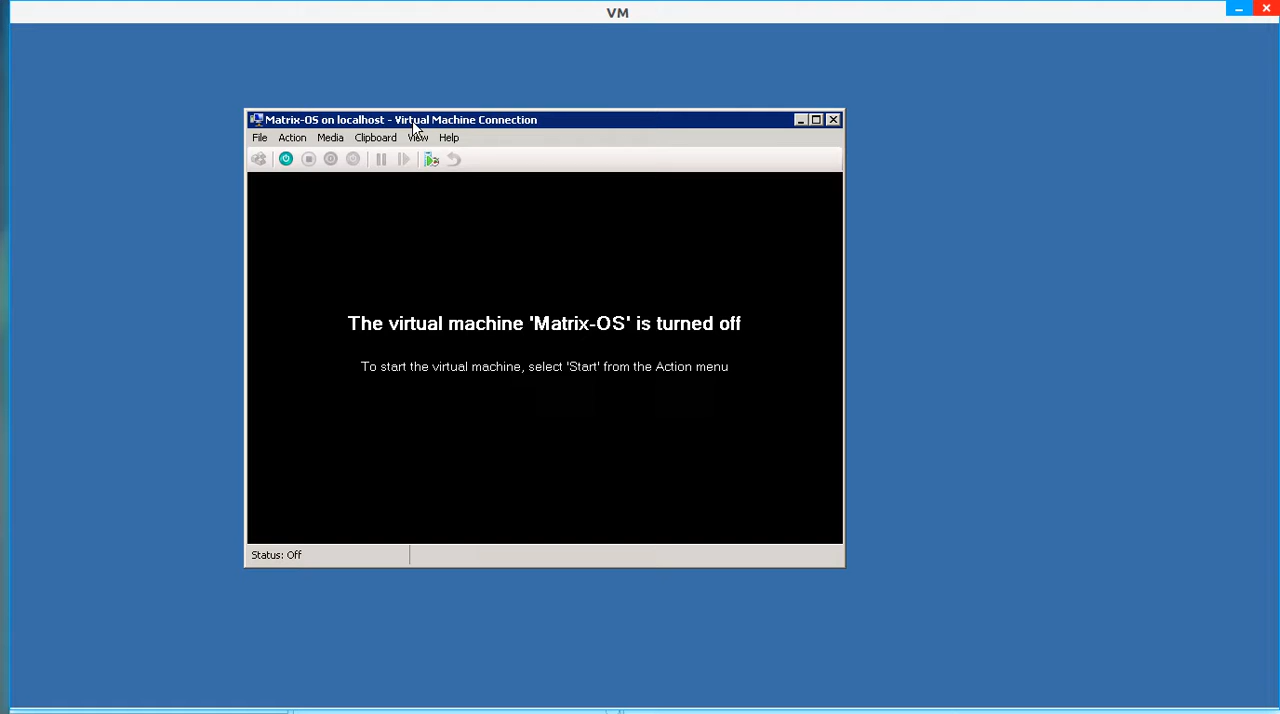 VM
Matrix-OS on localhost - Virtual Machine Connection
File Action Media Clipboard View Help
The virtual machine 'Matrix-OS' is turned off
To start the virtual machine, select 'Start' from the Action menu
Status: Off